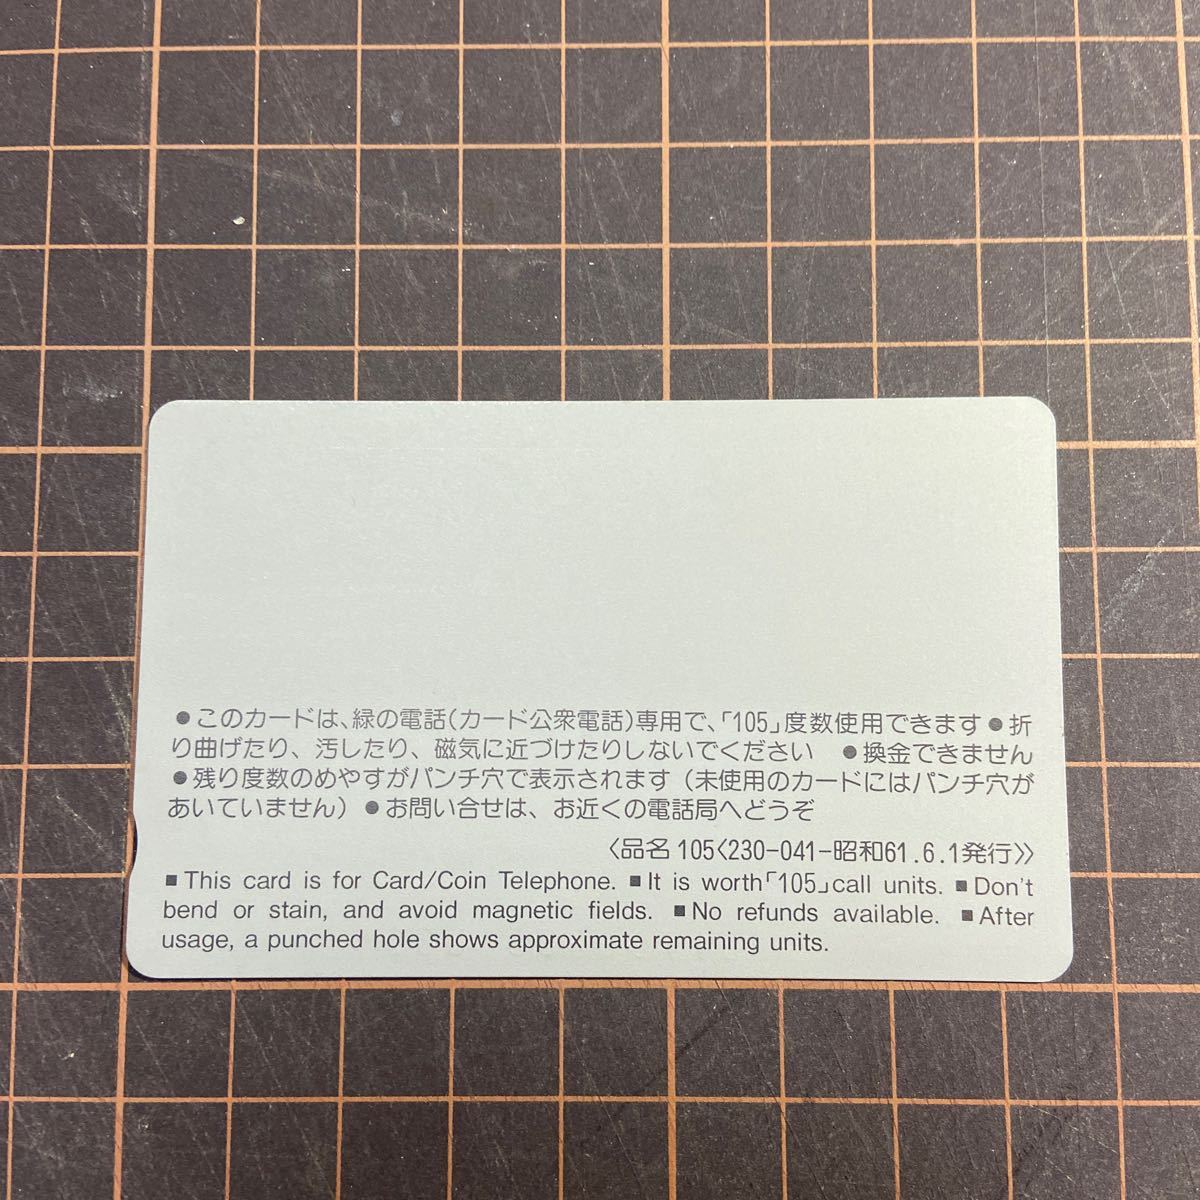 ●このカードは、緑の電話(カード公衆電話)専用で、「105」度数使用できます●折
り曲げたり、汚したり、磁気に近づけたりしないでください ●換金できません
●残り度数のめやすがパンチ穴で表示されます(未使用のカードにはパンチ穴が
あいていません)●お問い合せは、お近くの電話局へどうぞ
〈品名 105〈230-041-昭和61.6.1発行〉〉
■This card is for Card/Coin Telephone. ■It is worth「105」call units. ■Don't
bend or stain, and avoid magnetic fields. ■No refunds available. ■After
usage, a punched hole shows approximate remaining units.